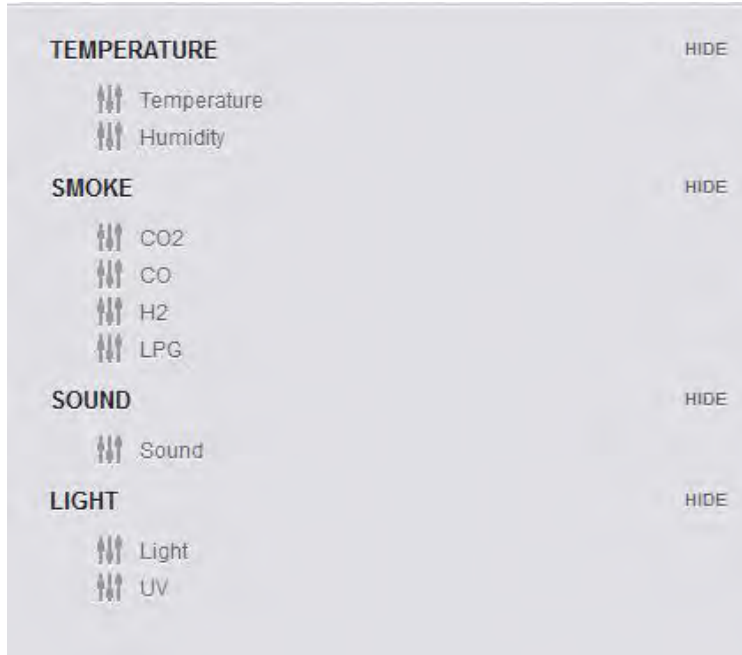 TEMPERATURE HIDE
Temperature
Humidity
SMOKE HIDE
CO2
CO
H2
LPG
SOUND HIDE
Sound
LIGHT HIDE
Light
UV